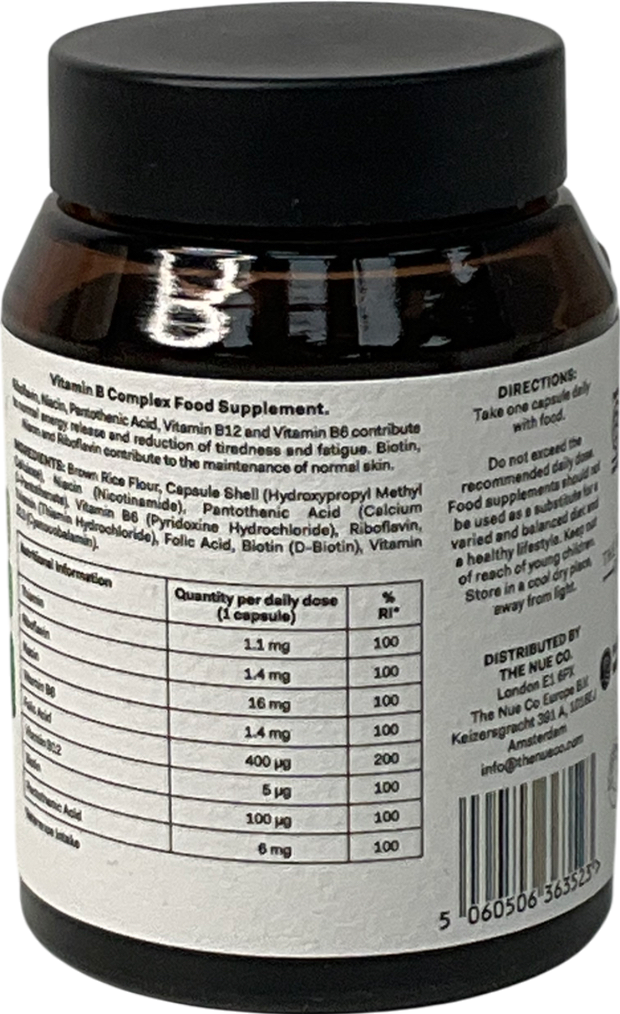 Vitamin B Complex Food Supplement.
Riboflavin, Niacin, Pantothenic Acid, Vitamin B12 and Vitamin B6 contribute
to normal energy release and reduction of tiredness and fatigue. Biotin,
Niacin and Riboflavin contribute to the maintenance of normal skin.
INGREDIENTS: Brown Rice Flour, Capsule Shell (Hydroxypropyl Methyl
Cellulose), Niacin (Nicotinamide), Pantothenic Acid (Calcium
D-Pantothenate), Vitamin B6 (Pyridoxine Hydrochloride), Riboflavin,
Thiamin (Thiamin Hydrochloride), Folic Acid, Biotin (D-Biotin), Vitamin
B12 (Cyanocobalamin).
Nutritional Information Quantity per daily dose (1 capsule) % RI*
Thiamin 1.1 mg 100
Riboflavin 1.4 mg 100
Niacin 16 mg 100
Vitamin B6 1.4 mg 100
Folic Acid 400 µg 200
Vitamin B12 5 µg 100
Biotin 100 µg 100
Pantothenic Acid 6 mg 100
Reference Intake
DIRECTIONS:
Take one capsule daily
with food.
Do not exceed the
recommended daily dose.
Food supplements should not
be used as a substitute for a
varied and balanced diet and
a healthy lifestyle. Keep out
of reach of young children.
Store in a cool dry place,
away from light.
DISTRIBUTED BY
THE NUE CO.
London E1 6PX
The Nue Co Europe B.V.
Keizersgracht 391 A,
Amsterdam
info@thenueco.com
5 060506 363523 >